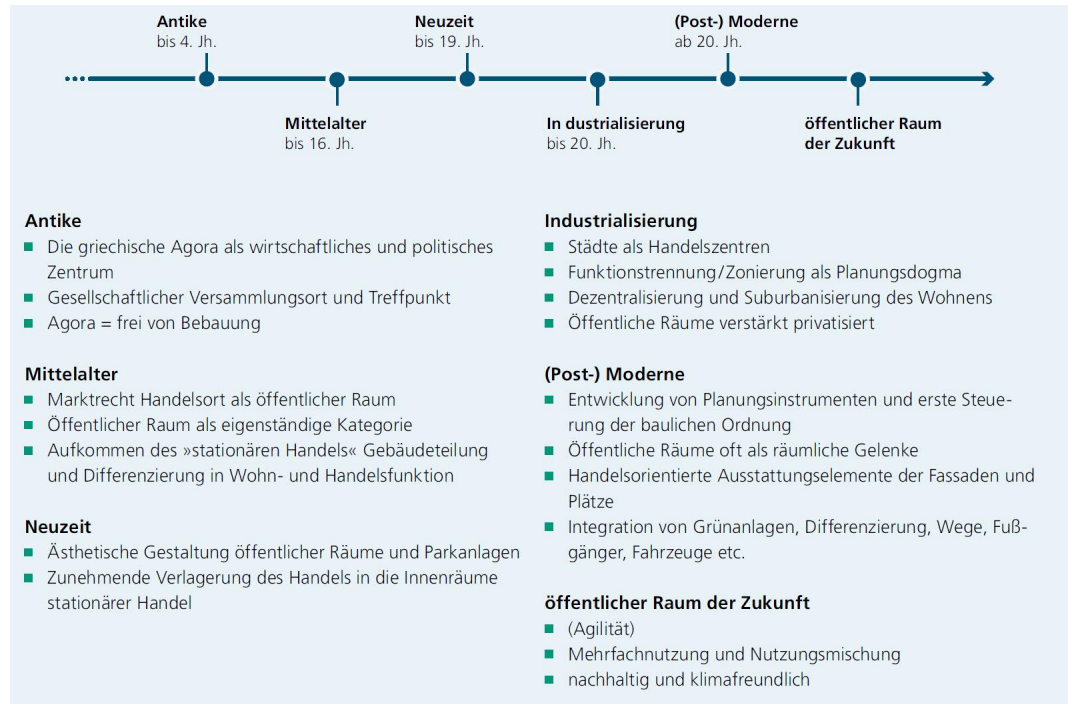 Antike
bis 4. Jh.
Neuzeit
bis 19. Jh.
(Post-) Moderne
ab 20. Jh.
Mittelalter
bis 16. Jh.
In dustrialisierung
bis 20. Jh.
öffentlicher Raum
der Zukunft
Antike
Die griechische Agora als wirtschaftliches und politisches
Zentrum
Gesellschaftlicher Versammlungsort und Treffpunkt
Agora = frei von Bebauung
Mittelalter
Marktrecht Handelsort als öffentlicher Raum
Öffentlicher Raum als eigenständige Kategorie
Aufkommen des »stationären Handels« Gebäudeteilung
und Differenzierung in Wohn- und Handelsfunktion
Neuzeit
Ästhetische Gestaltung öffentlicher Räume und Parkanlagen
Zunehmende Verlagerung des Handels in die Innenräume
stationärer Handel
Industrialisierung
Städte als Handelszentren
Funktionstrennung/Zonierung als Planungsdogma
Dezentralisierung und Suburbanisierung des Wohnens
Öffentliche Räume verstärkt privatisiert
(Post-) Moderne
Entwicklung von Planungsinstrumenten und erste Steue-
rung der baulichen Ordnung
Öffentliche Räume oft als räumliche Gelenke
Handelsorientierte Ausstattungselemente der Fassaden und
Plätze
Integration von Grünanlagen, Differenzierung, Wege, Fuß-
gänger, Fahrzeuge etc.
öffentlicher Raum der Zukunft
(Agilität)
Mehrfachnutzung und Nutzungsmischung
nachhaltig und klimafreundlich